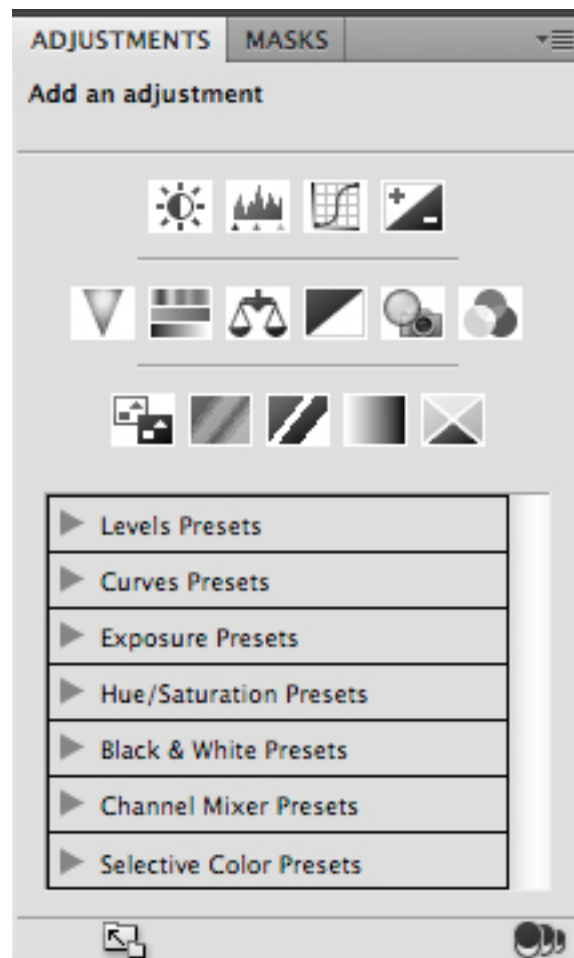 ADJUSTMENTS MASKS
Add an adjustment
Levels Presets
Curves Presets
Exposure Presets
Hue/Saturation Presets
Black & White Presets
Channel Mixer Presets
Selective Color Presets